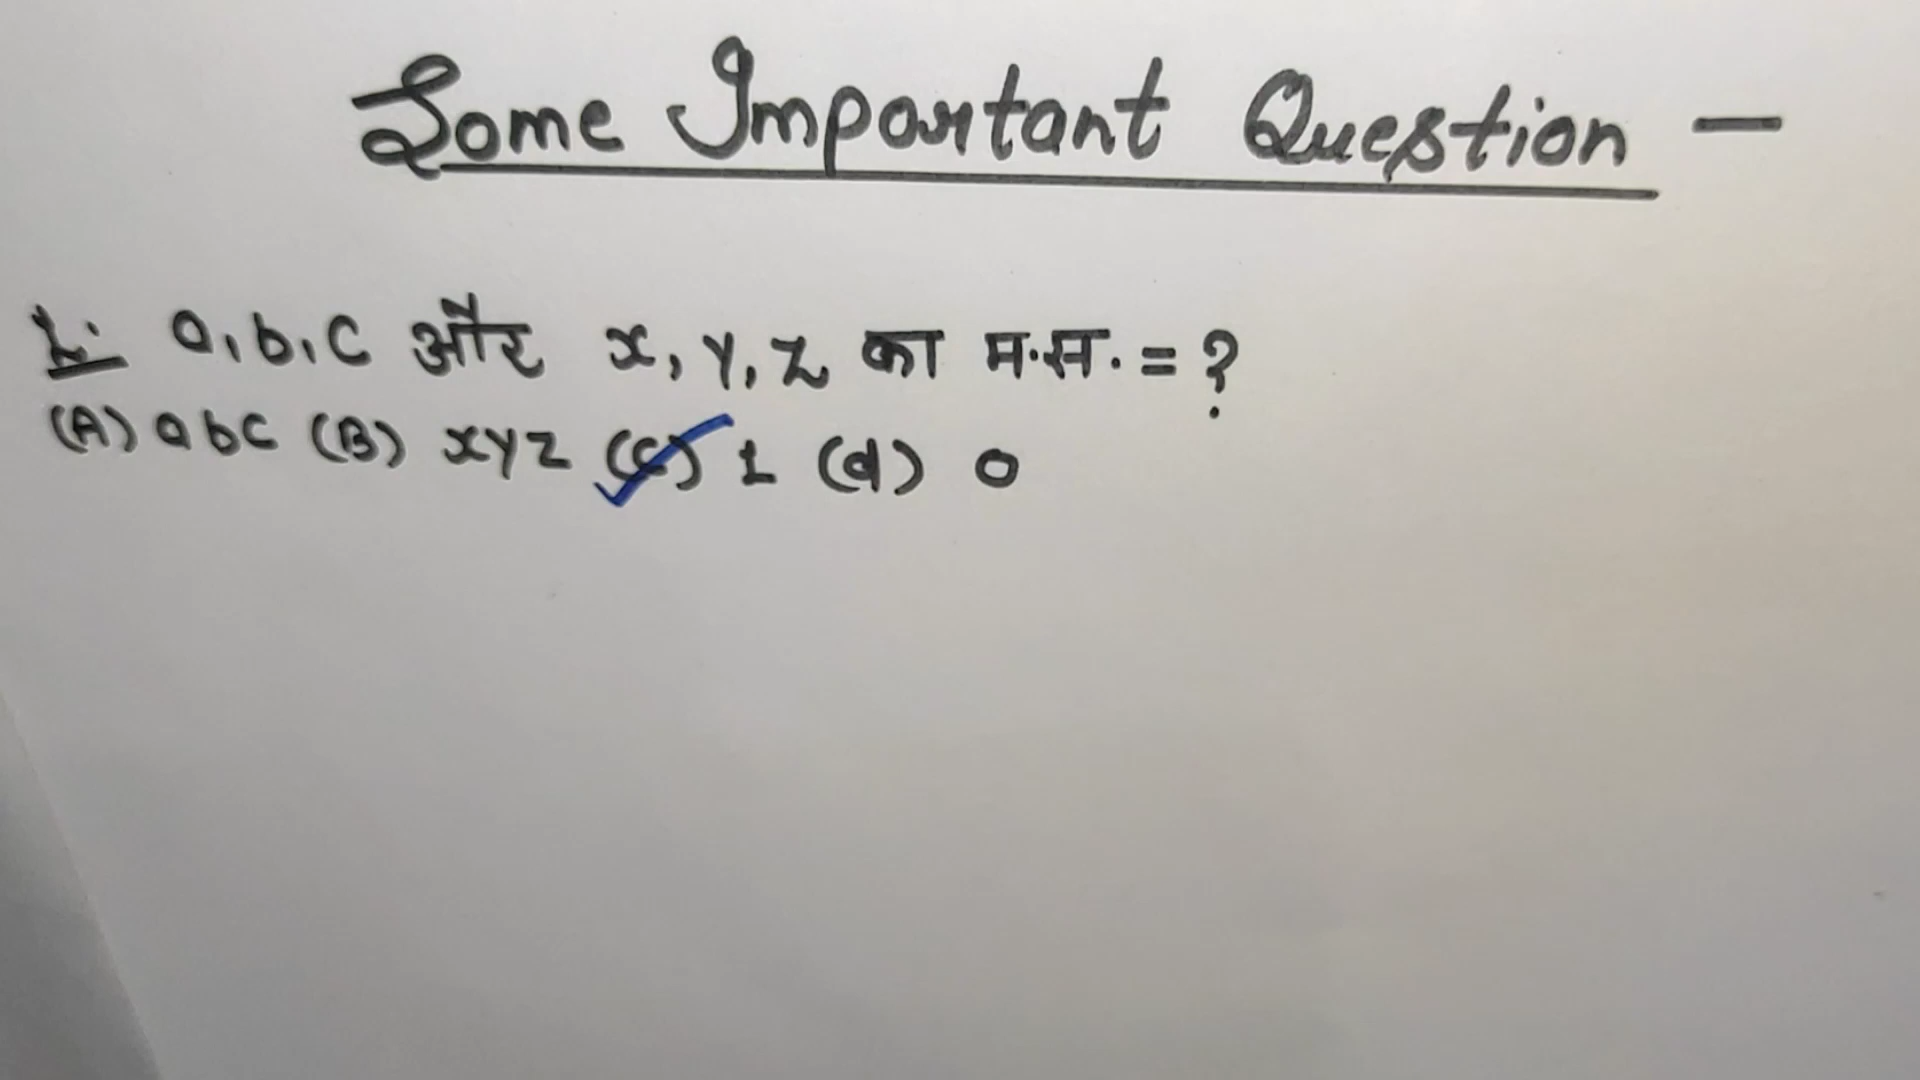 Some Important Question -
1. a, b, c और x, y, z का म.स. = ?
(A) abc (B) xyz (C) 1 (d) 0